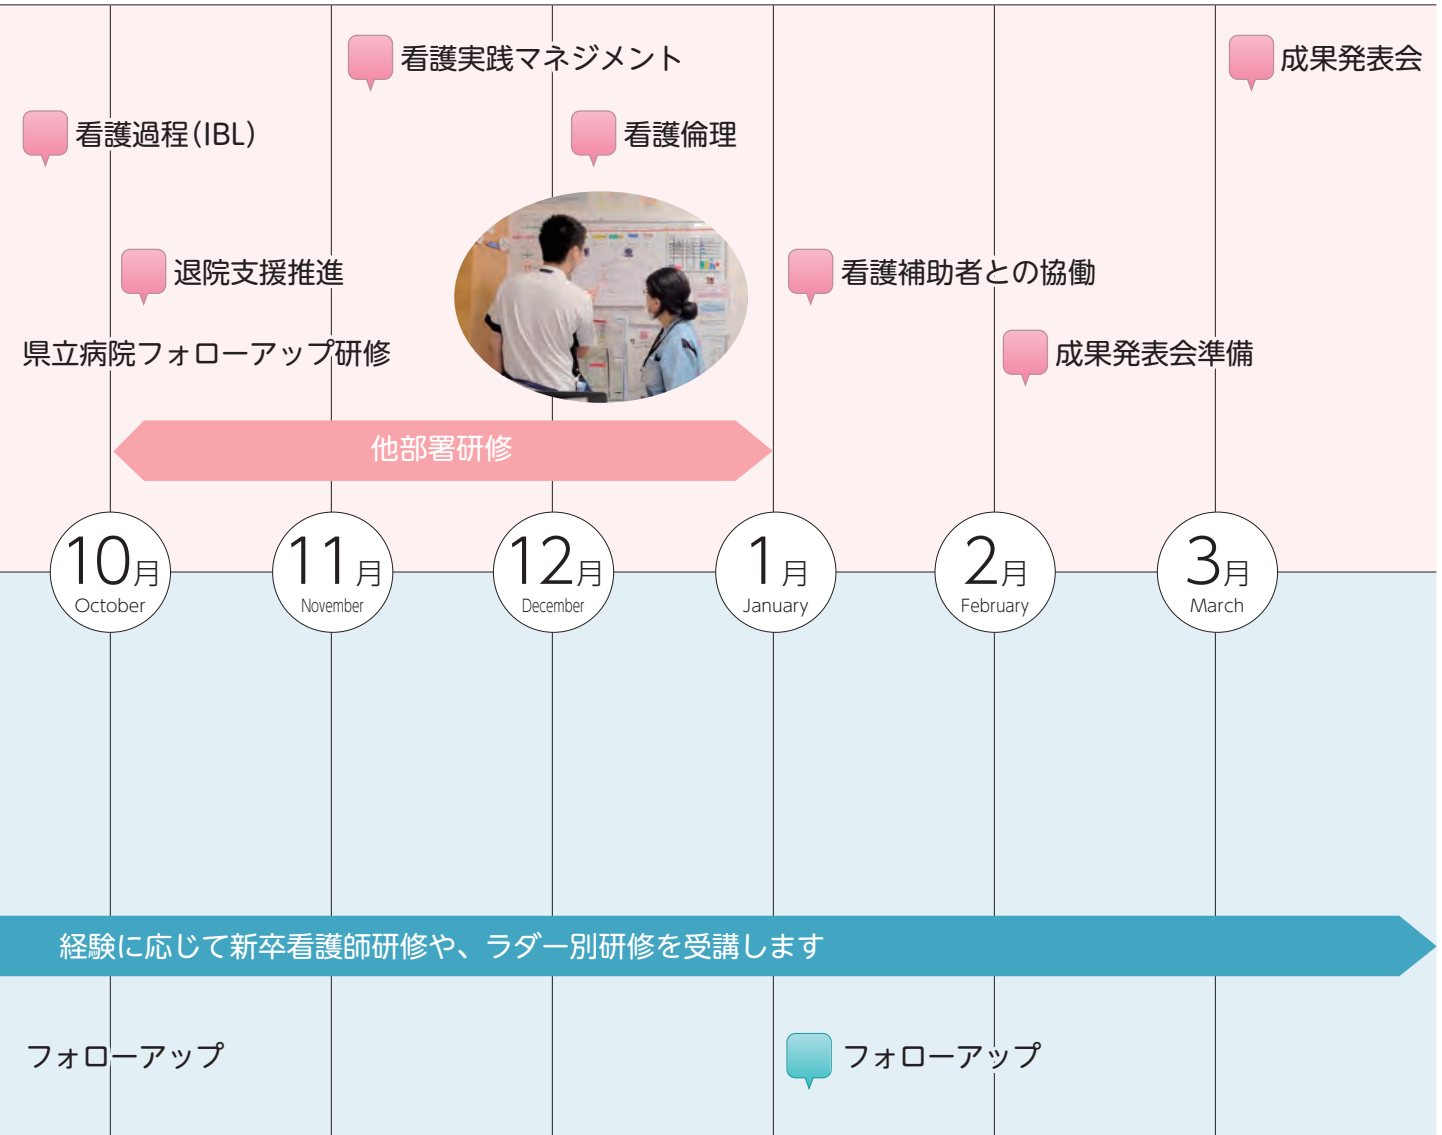 看護実践マネジメント
成果発表会
看護過程（IBL）
看護倫理
退院支援推進
看護補助者との協働
県立病院フォローアップ研修
成果発表会準備
他部署研修
10月
October
11月
November
12月
December
1月
January
2月
February
3月
March
経験に応じて新卒看護師研修や、ラダー別研修を受講します
フォローアップ
フォローアップ